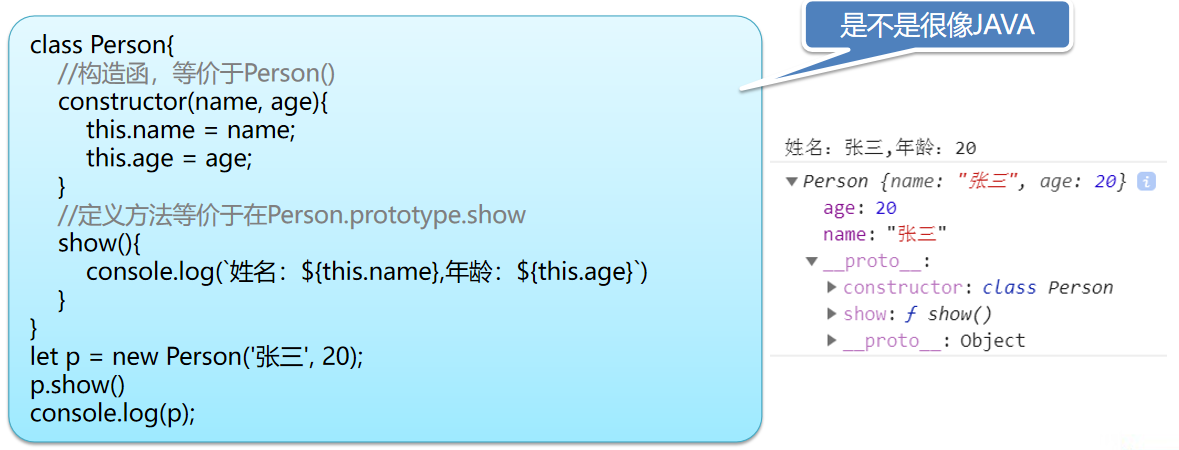 class Person{
//构造函，等价于Person()
constructor(name, age){
this.name = name;
this.age = age;
}
//定义方法等价于在Person.prototype.show
show(){
console.log(`姓名：${this.name},年龄：${this.age}`)
}
}
let p = new Person('张三', 20);
p.show()
console.log(p);
是不是很像JAVA
姓名：张三,年龄：20
▼Person {name: "张三", age: 20} i
age: 20
name: "张三"
▼__proto__:
▶constructor: class Person
▶show: ƒ show()
▶__proto__: Object